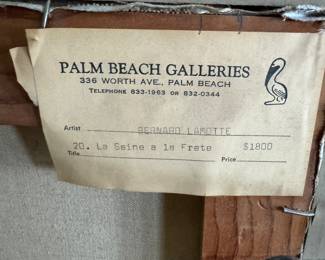 PALM BEACH GALLERIES
336 WORTH AVE., PALM BEACH
TELEPHONE 833-1963 OR 832-0344
Artist BERNARD LAMOTTE
20. La Seine a la Frete $1800
Title Price